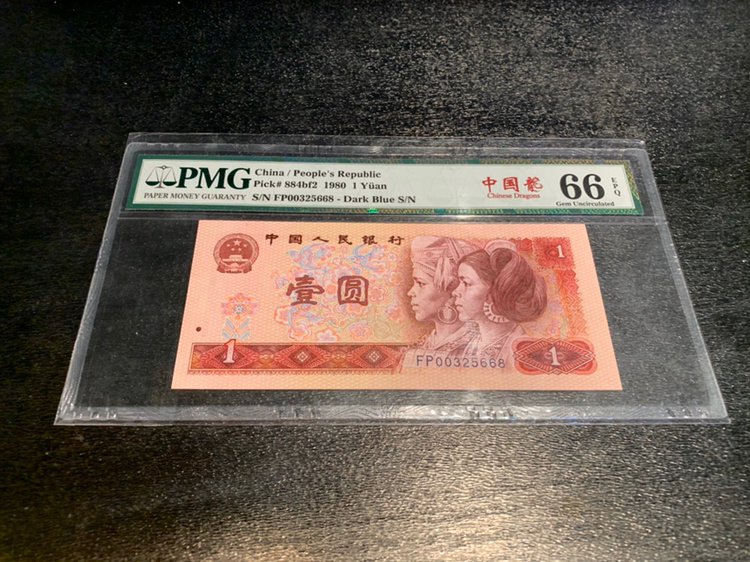 PMG
PAPER MONEY GUARANTY
China / People's Republic
Pick# 884bf2 1980 1 Yüan
S/N FP00325668 - Dark Blue S/N
中国龍
Chinese Dragons
66 EPQ
Gem Uncirculated
中国人民银行
1
壹圆
1
FP00325668
1